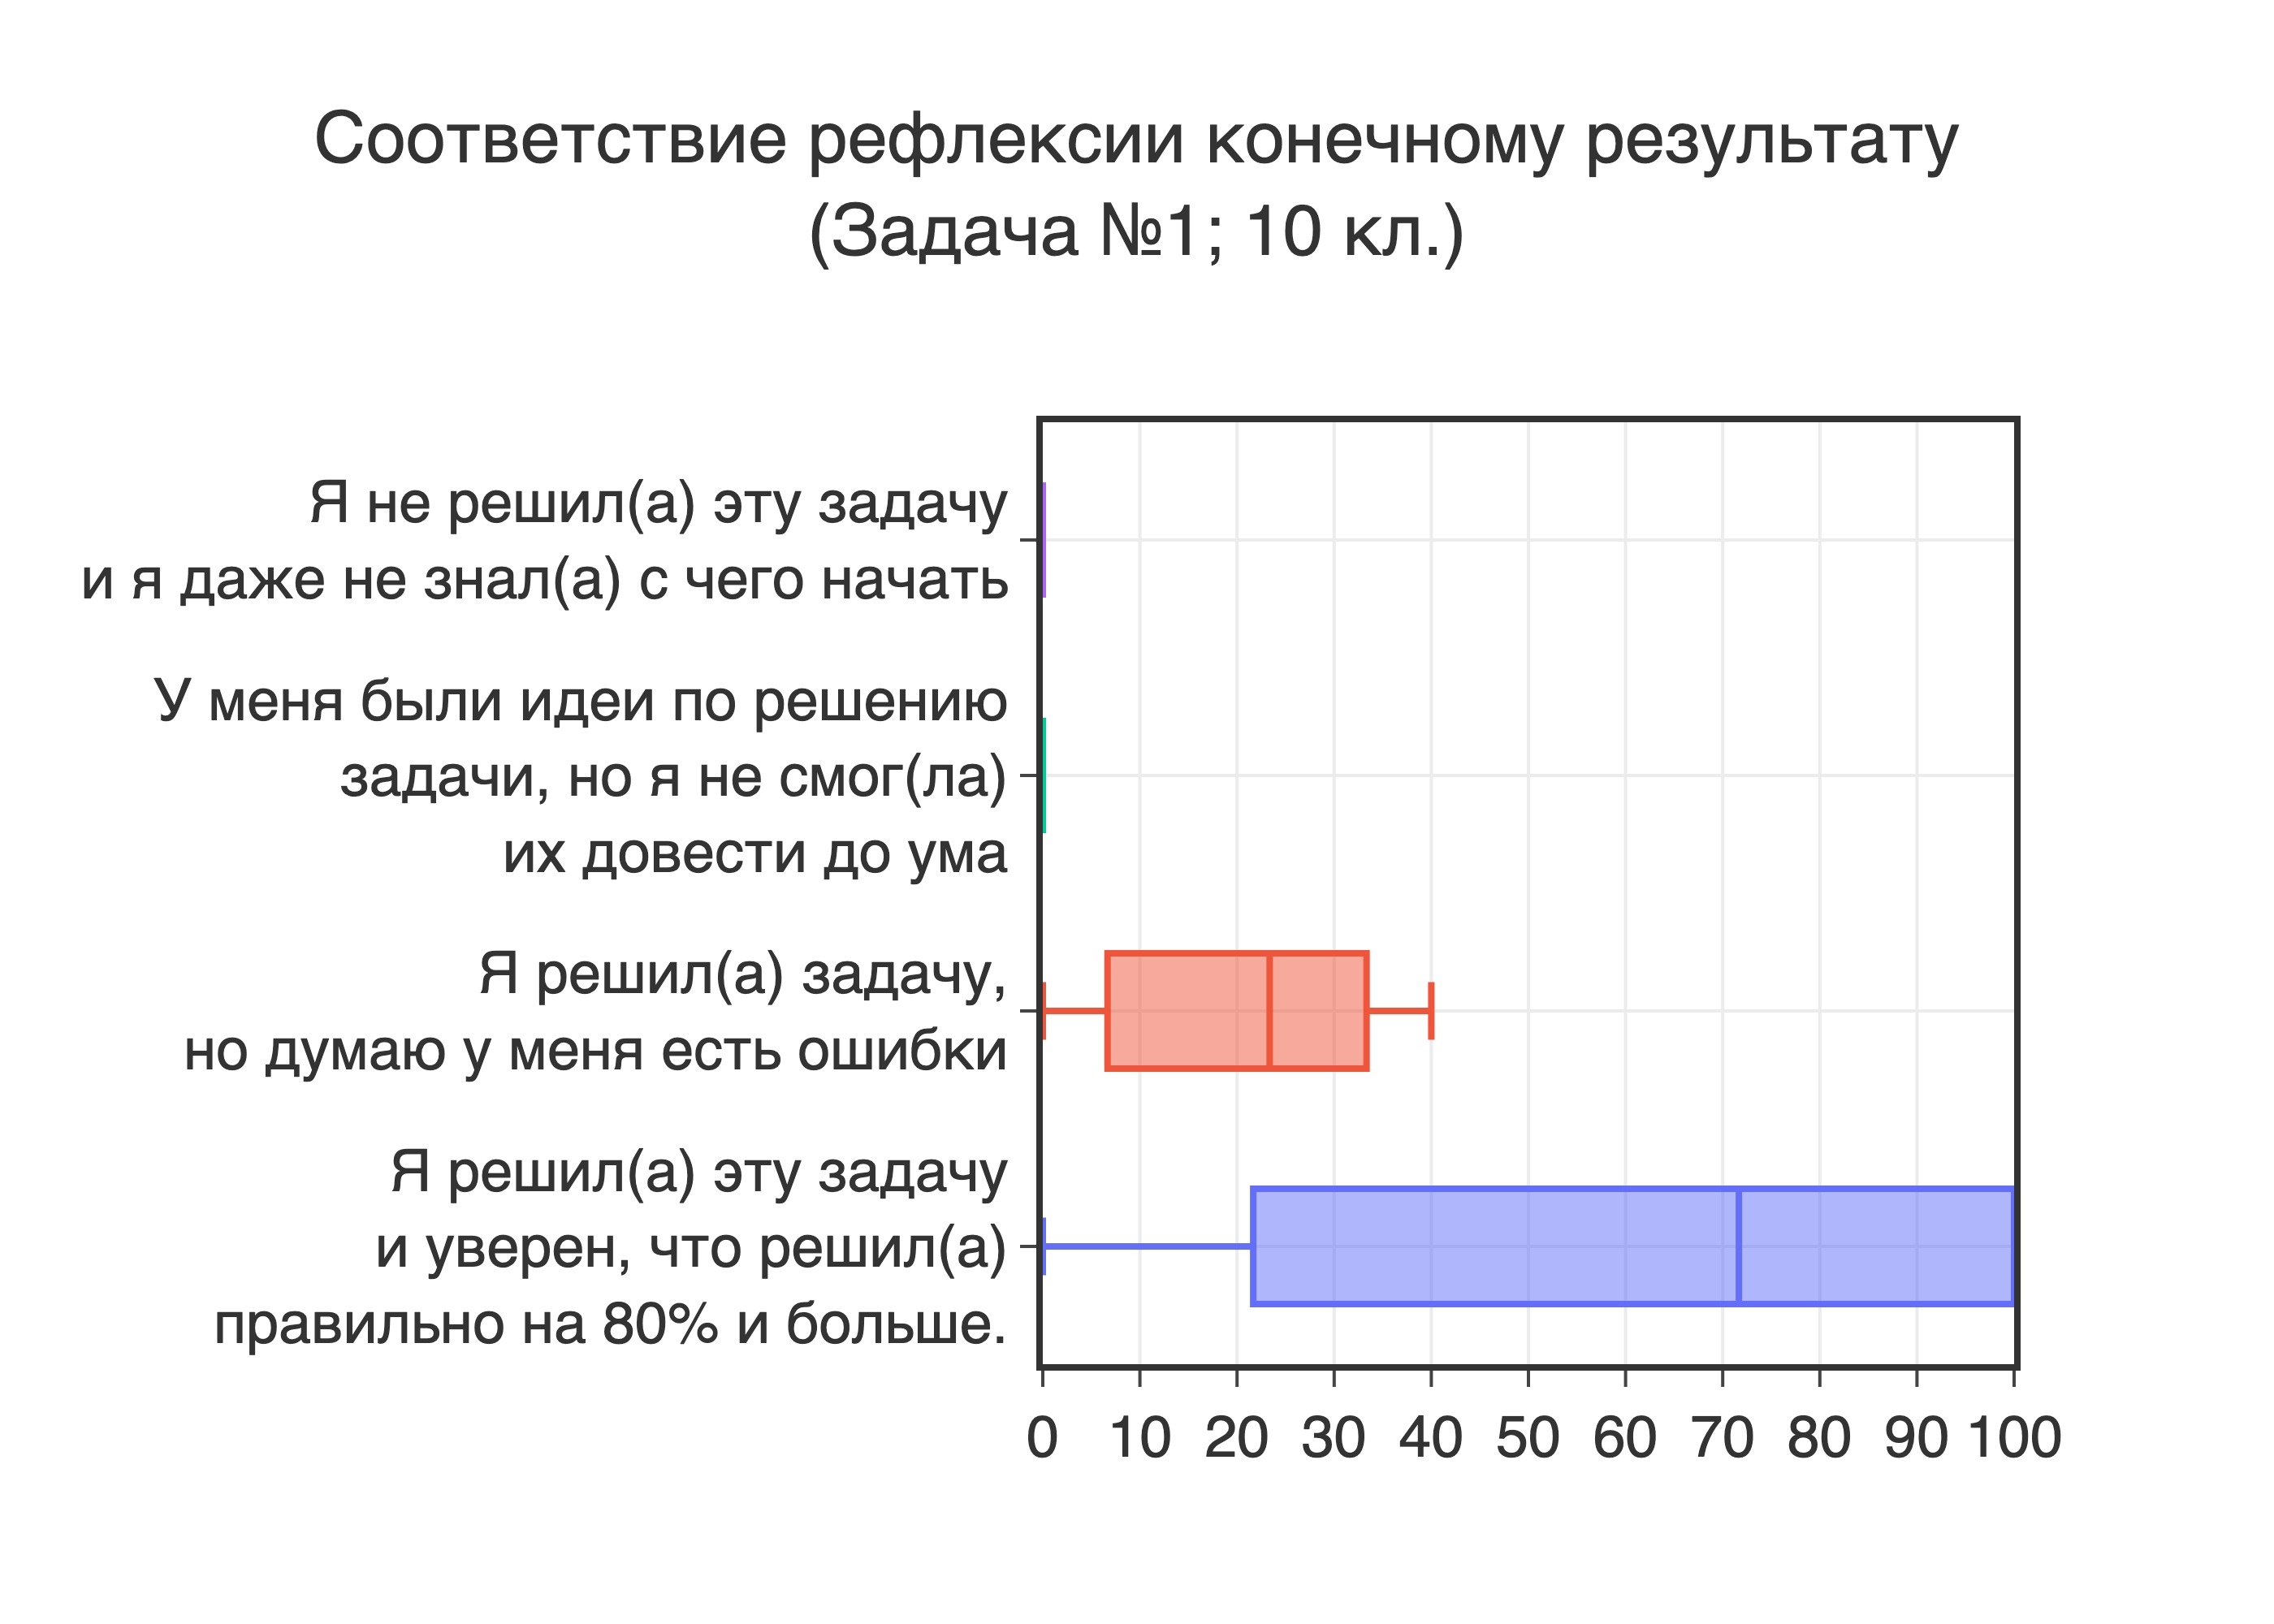 Соответствие рефлексии конечному результату
(Задача №1; 10 кл.)
Я не решил(а) эту задачу
и я даже не знал(а) с чего начать
У меня были идеи по решению
задачи, но я не смог(ла)
их довести до ума
Я решил(а) задачу,
но думаю у меня есть ошибки
Я решил(а) эту задачу
и уверен, что решил(а)
правильно на 80% и больше.
0 10 20 30 40 50 60 70 80 90 100